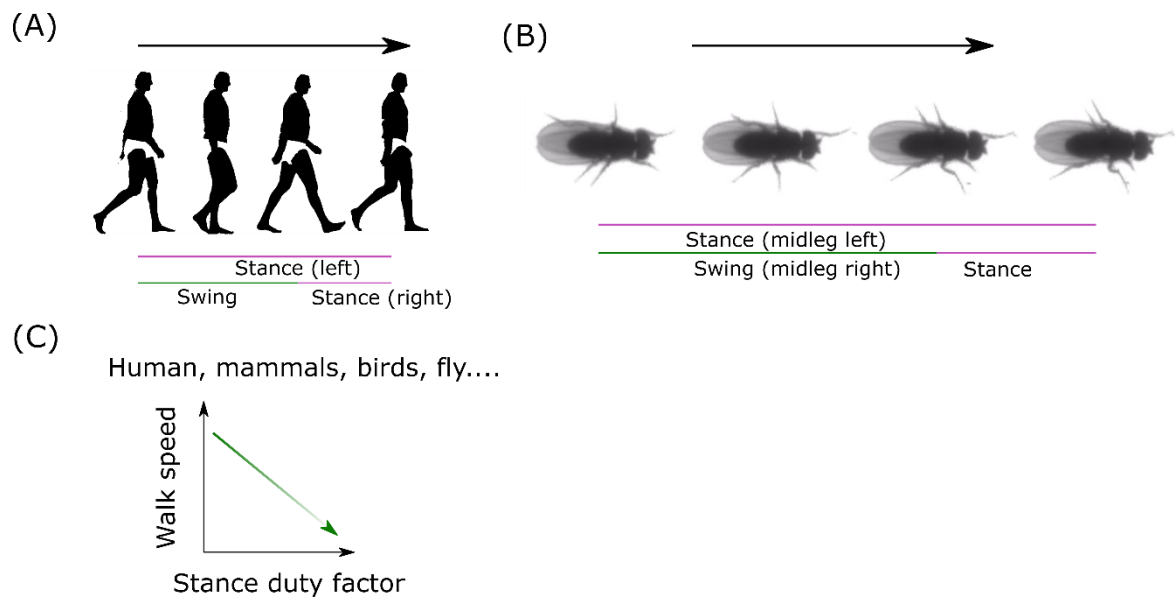 (A)
Stance (left)
Swing
Stance (right)
(B)
Stance (midleg left)
Swing (midleg right)
Stance
(C)
Human, mammals, birds, fly....
Walk speed
Stance duty factor